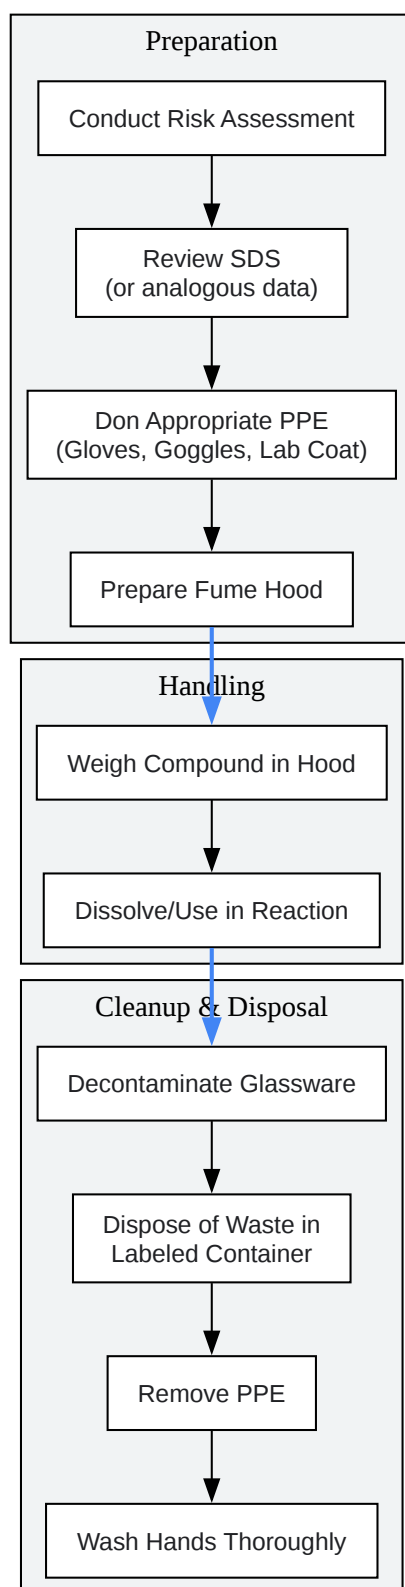 Preparation
Conduct Risk Assessment
Review SDS
(or analogous data)
Don Appropriate PPE
(Gloves, Goggles, Lab Coat)
Prepare Fume Hood
Handling
Weigh Compound in Hood
Dissolve/Use in Reaction
Cleanup & Disposal
Decontaminate Glassware
Dispose of Waste in
Labeled Container
Remove PPE
Wash Hands Thoroughly